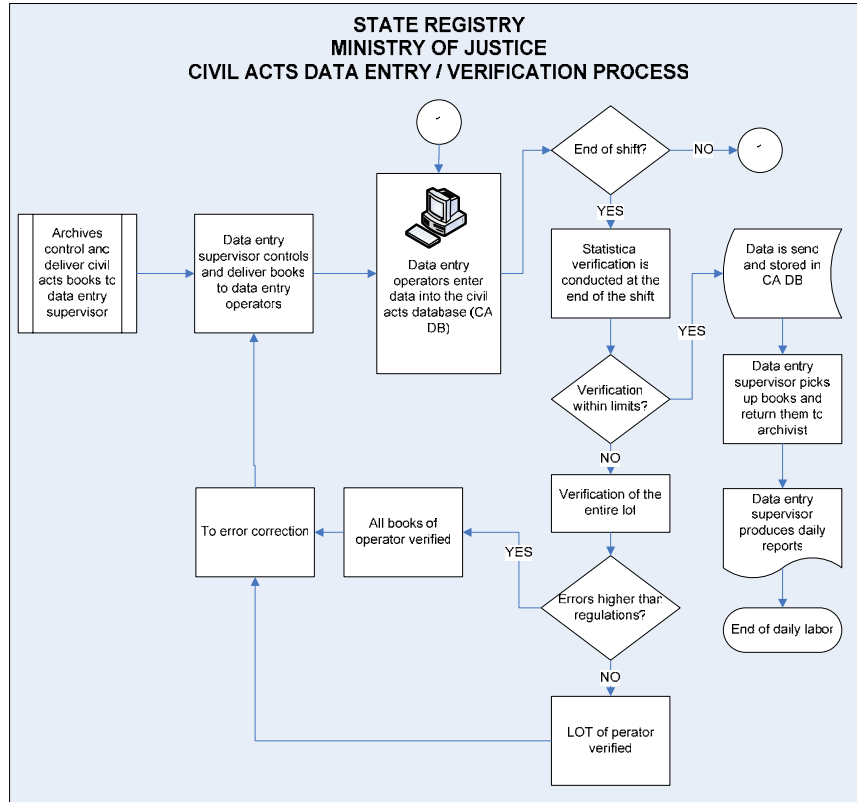 STATE REGISTRY
MINISTRY OF JUSTICE
CIVIL ACTS DATA ENTRY / VERIFICATION PROCESS
End of shift?
NO
YES
Archives
control and
deliver civil
acts books to
data entry
supervisor
Data entry
supervisor controls
and deliver books
to data entry
operators
Data entry
operators enter
data into the civil
acts database (CA
DB)
Statistica
verification is
conducted at the
end of the shift
Data is send
and stored in
CA DB
YES
Verification
within limits?
Data entry
supervisor picks
up books and
return them to
archivist
NO
Verification of the
entire lot
Data entry
supervisor
produces daily
reports
To error correction
All books of
operator verified
YES
Errors higher than
regulations?
End of daily labor
NO
LOT of perator
verified